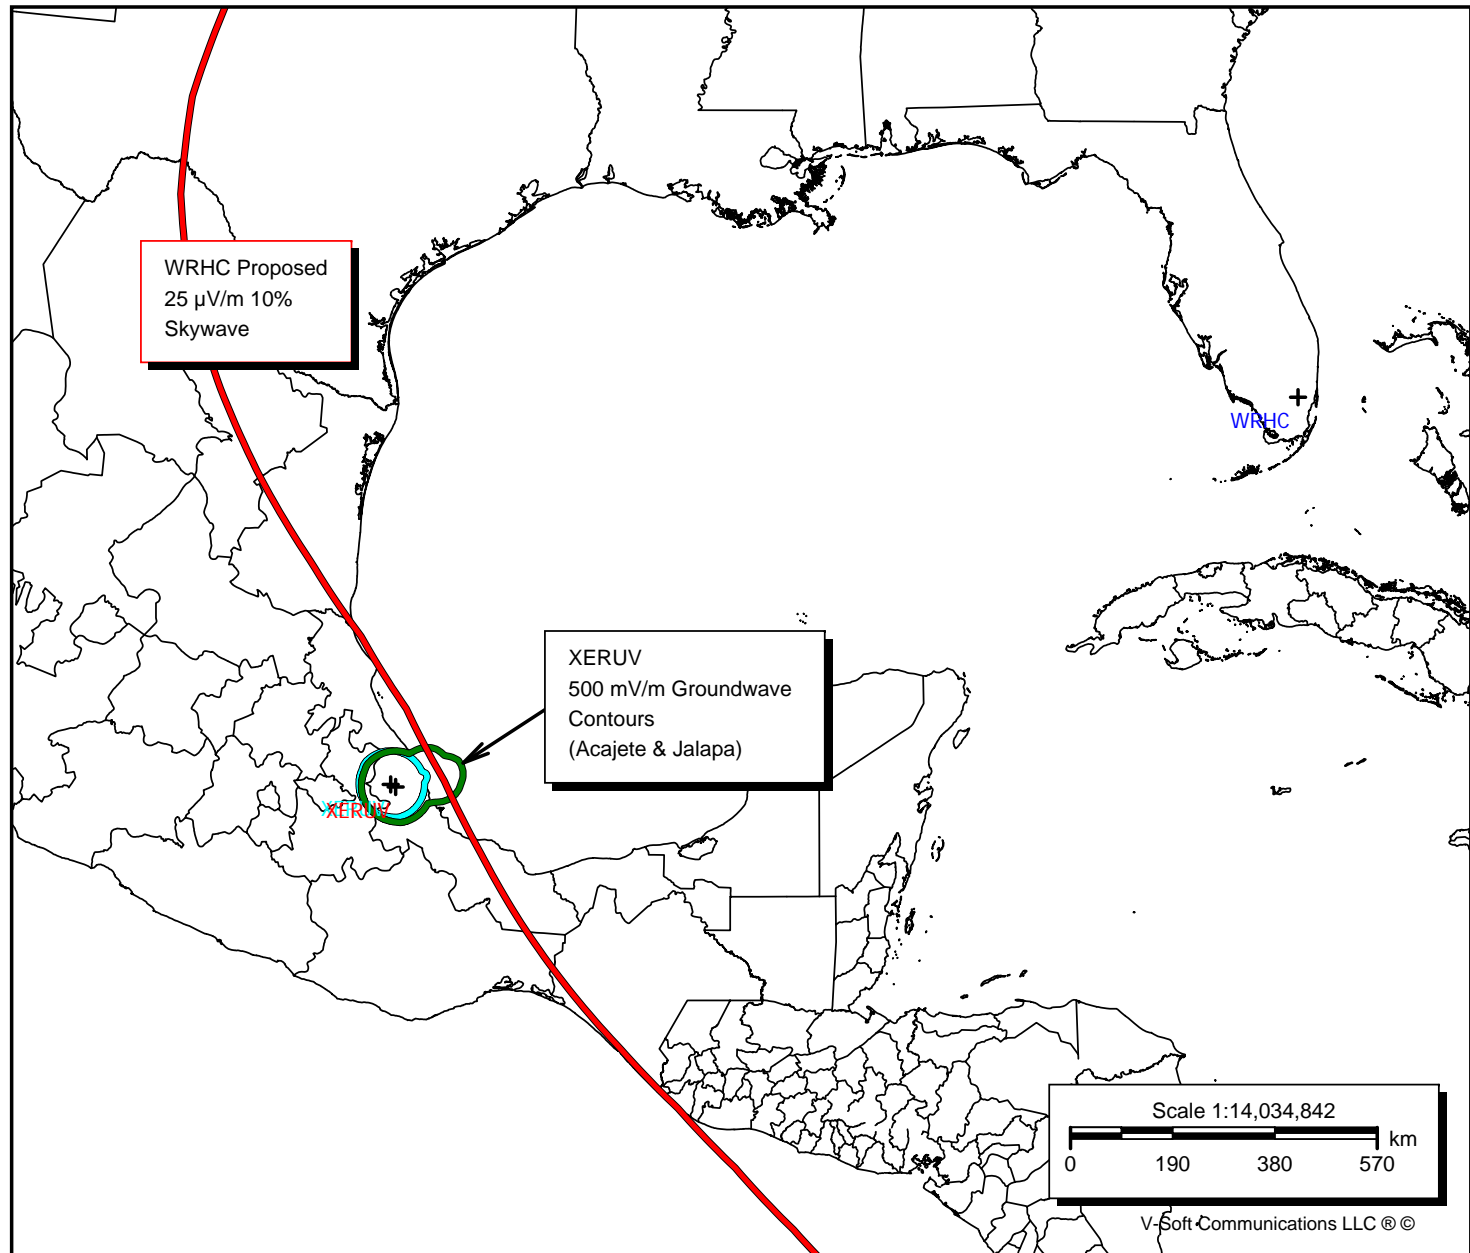 WRHC Proposed
25 µV/m 10%
Skywave
WRHC
XERUV
500 mV/m Groundwave
Contours
(Acajete & Jalapa)
XERUV
Scale 1:14,034,842
km
0 190 380 570
V-Soft Communications LLC ® ©